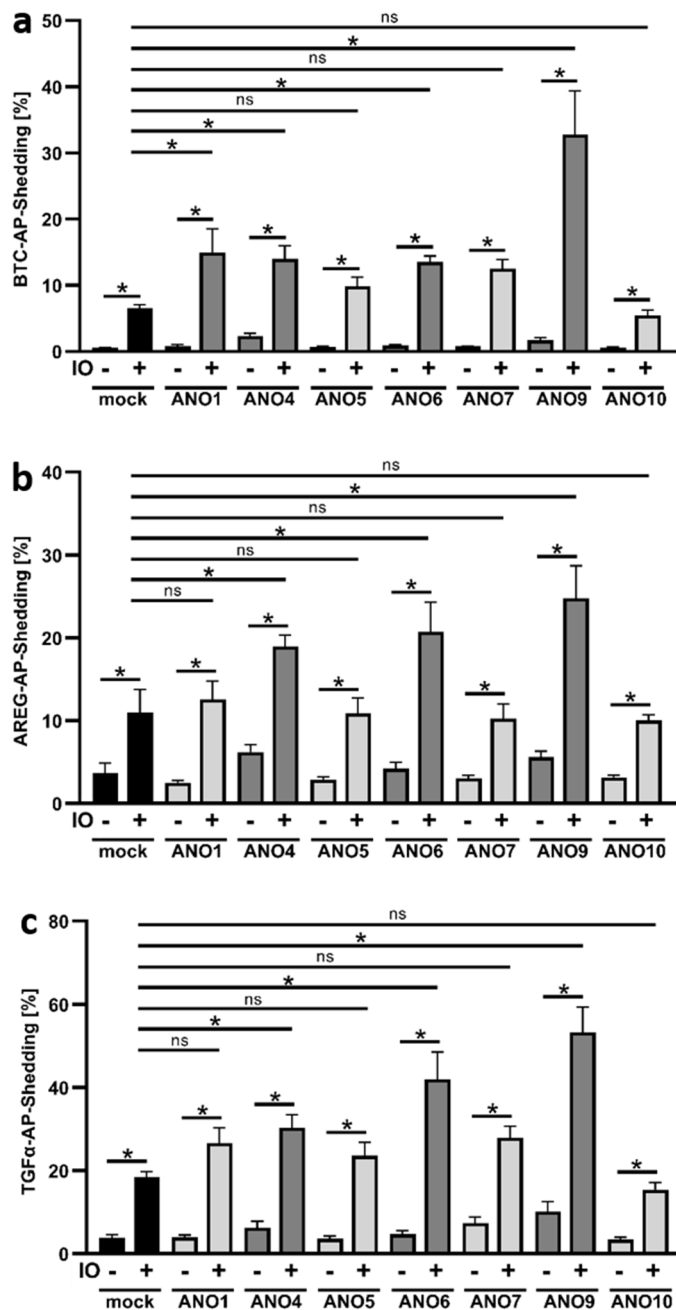 a
BTC-AP-Shedding [%]
50
40
30
20
10
0
ns
*
ns
*
ns
*
*
* * * * * * * *
IO - + - + - + - + - + - + - + - +
mock ANO1 ANO4 ANO5 ANO6 ANO7 ANO9 ANO10
b
AREG-AP-Shedding [%]
40
30
20
10
0
ns
*
ns
*
ns
*
ns
* * * * * * * *
IO - + - + - + - + - + - + - + - +
mock ANO1 ANO4 ANO5 ANO6 ANO7 ANO9 ANO10
c
TGFα-AP-Shedding [%]
80
60
40
20
0
ns
*
ns
*
ns
*
ns
* * * * * * * *
IO - + - + - + - + - + - + - + - +
mock ANO1 ANO4 ANO5 ANO6 ANO7 ANO9 ANO10